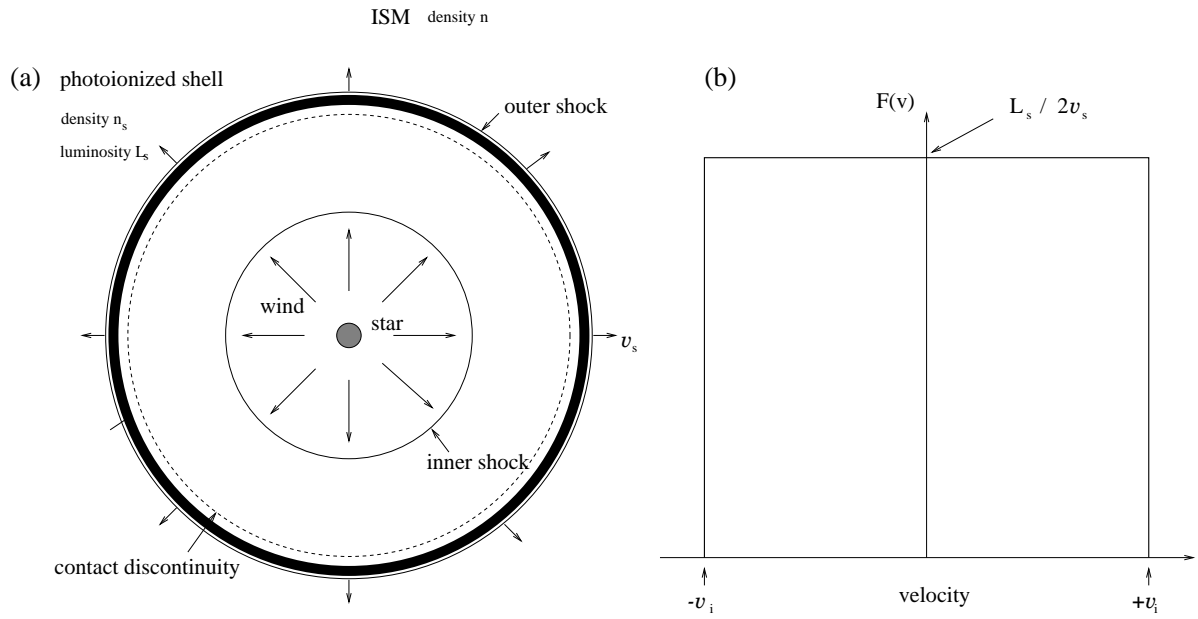 ISM density n
(a) photoionized shell
density n_s
luminosity L_s
outer shock
wind
star
v_s
inner shock
contact discontinuity
(b)
F(v)
L_s / 2v_s
-v_i
velocity
+v_i